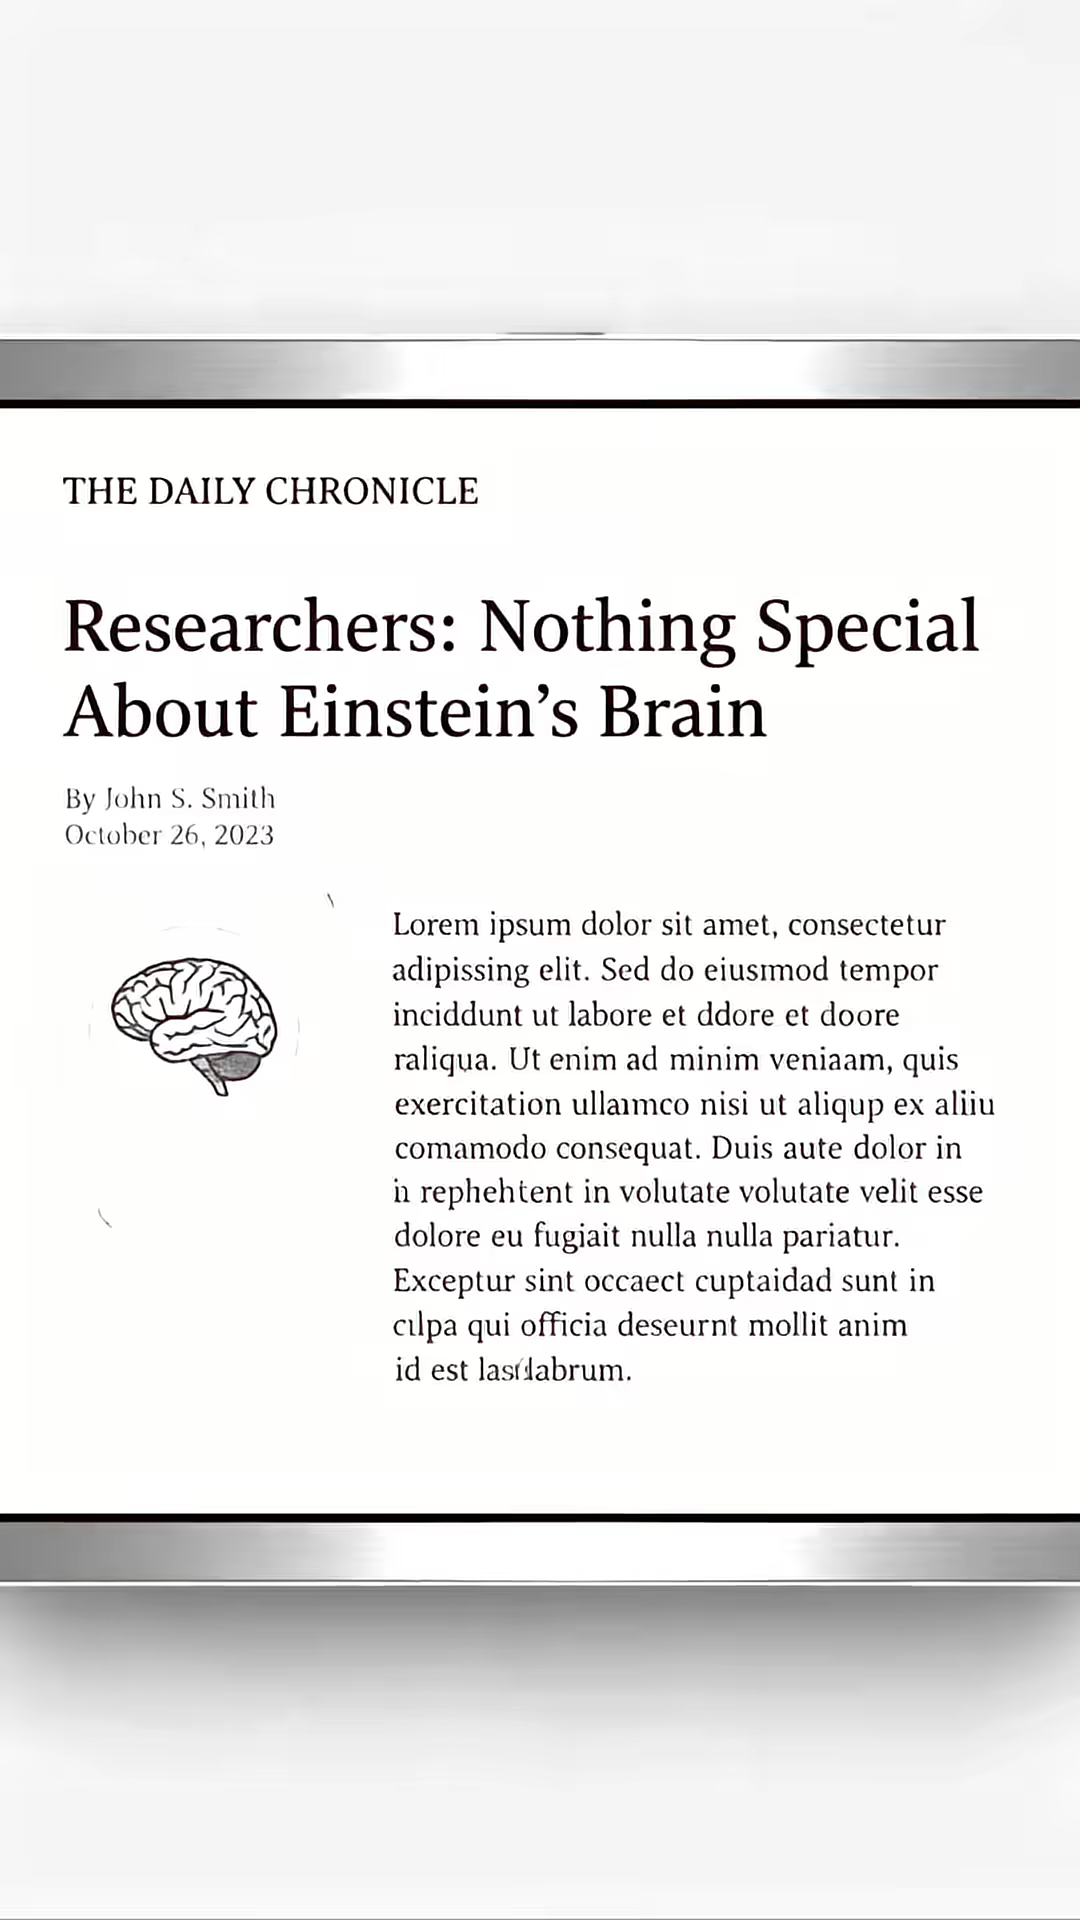 THE DAILY CHRONICLE
Researchers: Nothing Special
About Einstein’s Brain
By John S. Smith
October 26, 2023
Lorem ipsum dolor sit amet, consectetur
adipissing elit. Sed do eiusmod tempor
inciddunt ut labore et ddore et doore
raliqua. Ut enim ad minim veniaam, quis
exercitation ullaımco nisi ut aliqup ex aliiu
comamodo consequat. Duis aute dolor in
in rephehtent in volutate volutate velit esse
dolore eu fugiait nulla nulla pariatur.
Exceptur sint occaect cuptaidad sunt in
cılpa qui officia deseurnt mollit anim
id est